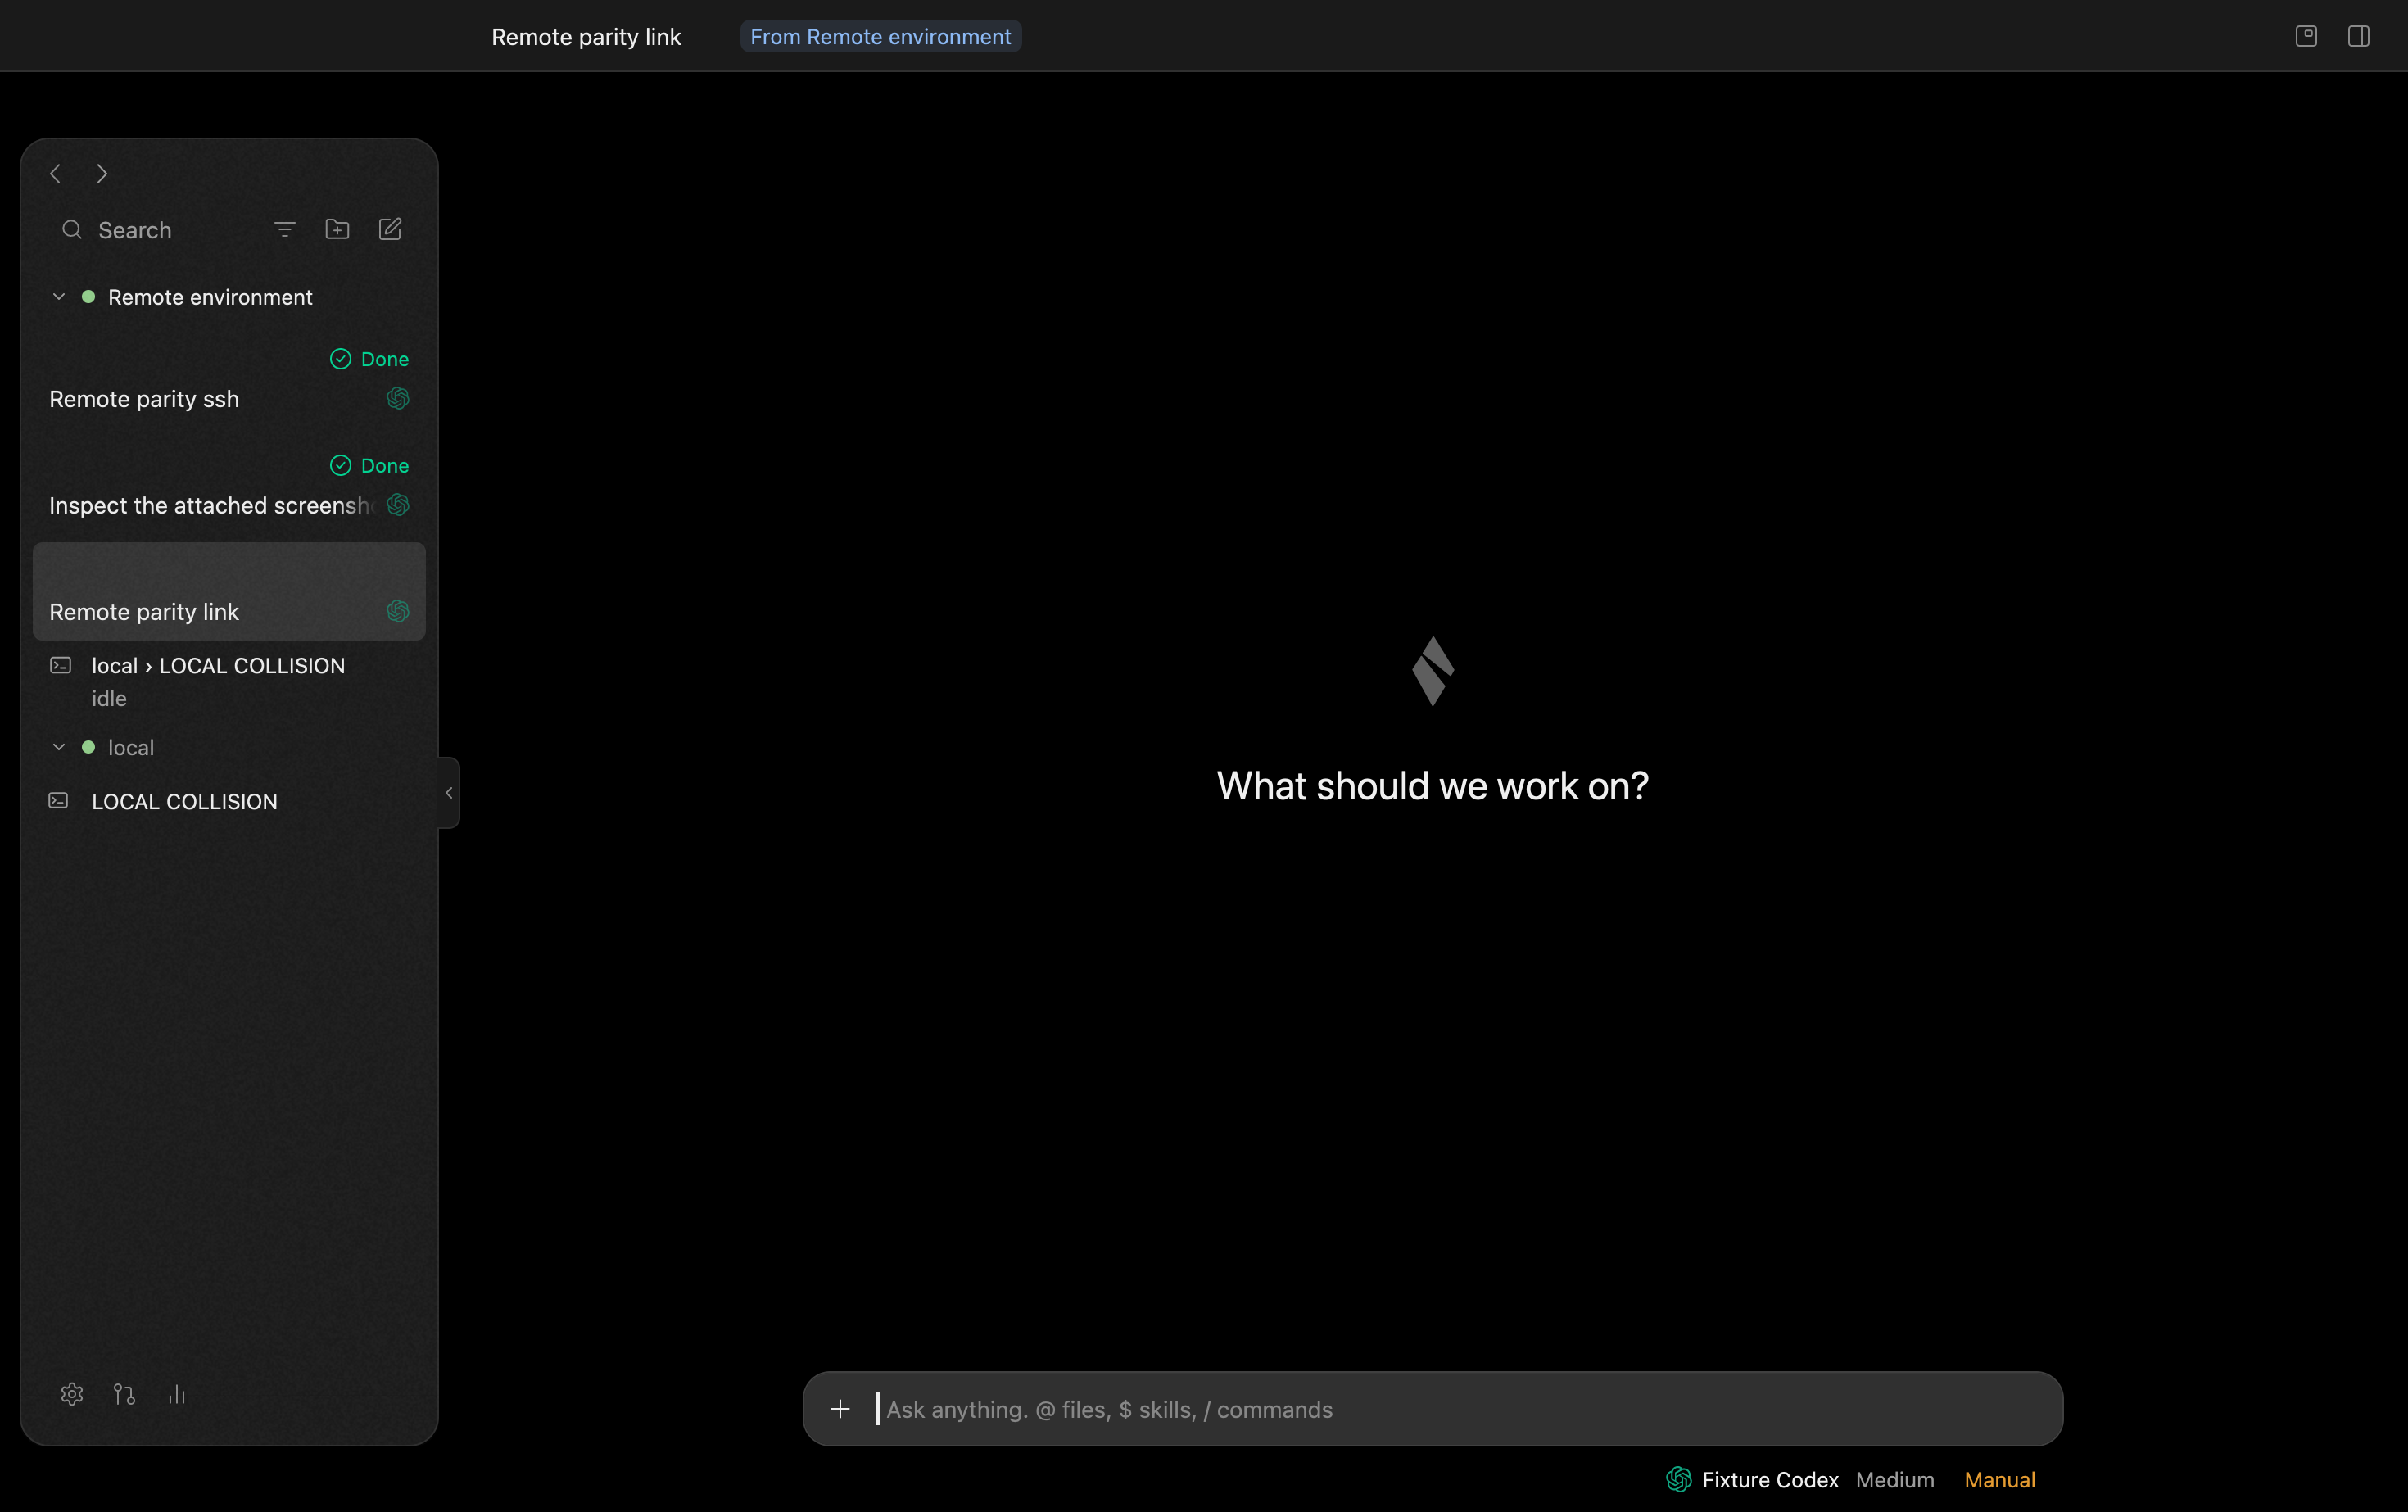 Remote parity link From Remote environment
Search
Remote environment
Done
Remote parity ssh
Done
Inspect the attached screensh
Remote parity link
local › LOCAL COLLISION
idle
local
LOCAL COLLISION
What should we work on?
Ask anything. @ files, $ skills, / commands
Fixture Codex Medium Manual